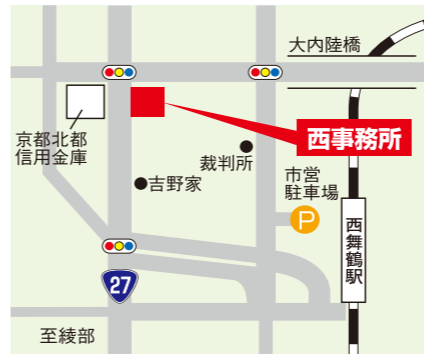 大内陸橋
京都北都
信用金庫
西事務所
裁判所
吉野家
市営
駐車場
P
西舞鶴駅
27
至綾部